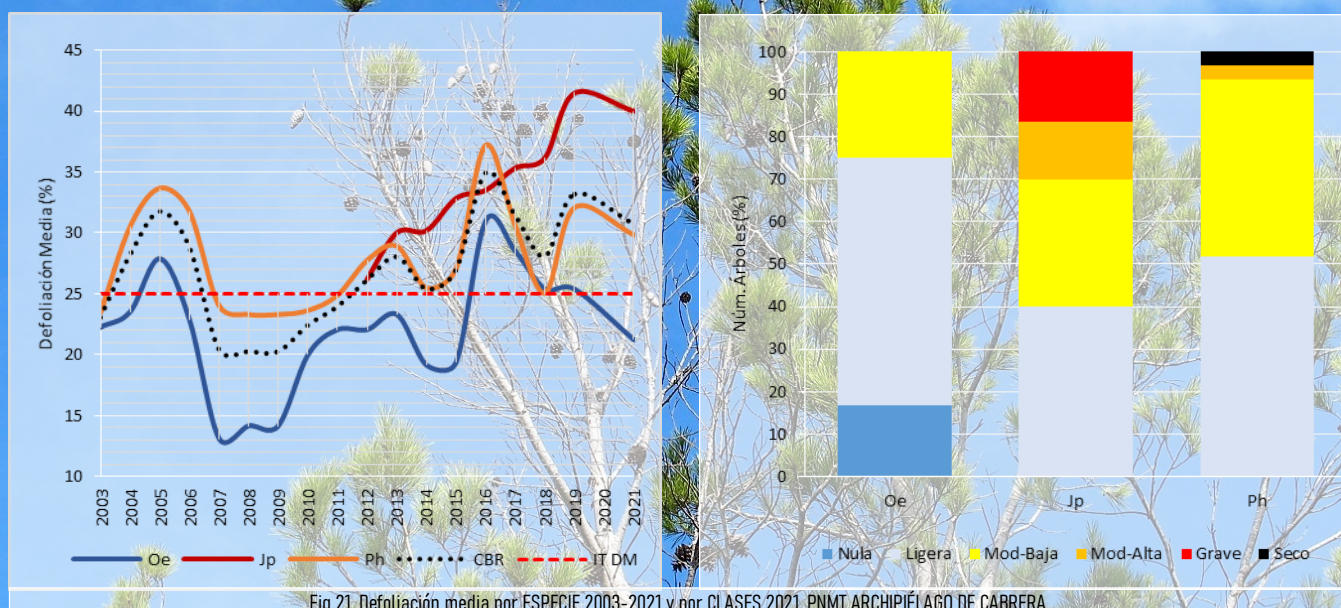 45
40
35
30
25
20
15
10
Defoliación Media (%)
2003 2004 2005 2006 2007 2008 2009 2010 2011 2012 2013 2014 2015 2016 2017 2018 2019 2020 2021
Oe Jp Ph CBR IT DM
100
90
80
70
60
50
40
30
20
10
0
Núm. Arboles (%)
Oe Jp Ph
Nula Ligera Mod-Baja Mod-Alta Grave Seco
Fig 21. Defoliación media por ESPECIE 2003-2021 y por CLASES 2021. PNMT ARCHIPIÉLAGO DE CABRERA